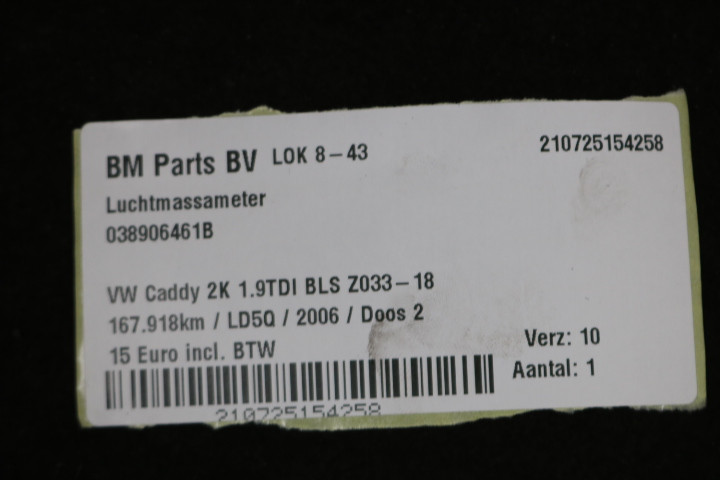 BM Parts BV LOK 8-43 210725154258
Luchtmassameter
038906461B
VW Caddy 2K 1.9TDI BLS Z033-18
167.918km / LD5Q / 2006 / Doos 2
15 Euro incl. BTW
Verz: 10
Aantal: 1
210725154258